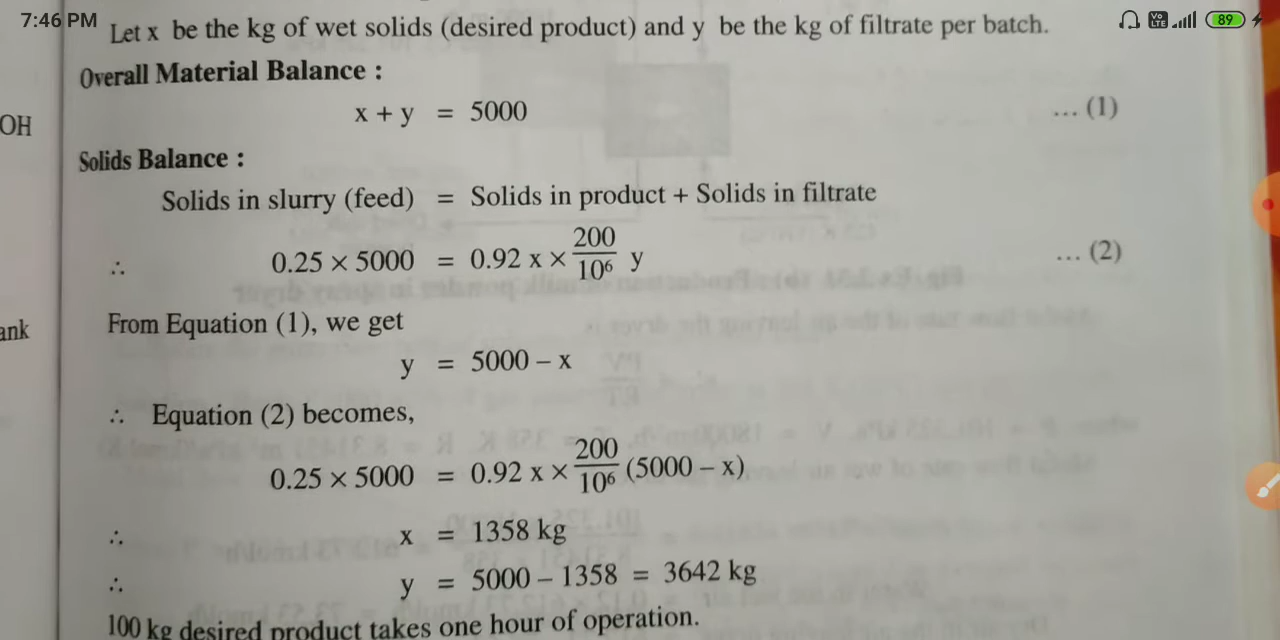 7:46 PM
Vo LTE
89
Let x be the kg of wet solids (desired product) and y be the kg of filtrate per batch.
Overall Material Balance :
x + y = 5000 ... (1)
OH
Solids Balance :
Solids in slurry (feed) = Solids in product + Solids in filtrate
∴ 0.25 × 5000 = 0.92 x × 200/10⁶ y ... (2)
From Equation (1), we get
ank
y = 5000 – x
∴ Equation (2) becomes,
0.25 × 5000 = 0.92 x × 200/10⁶ (5000 – x)
∴ x = 1358 kg
∴ y = 5000 – 1358 = 3642 kg
100 kg desired product takes one hour of operation.